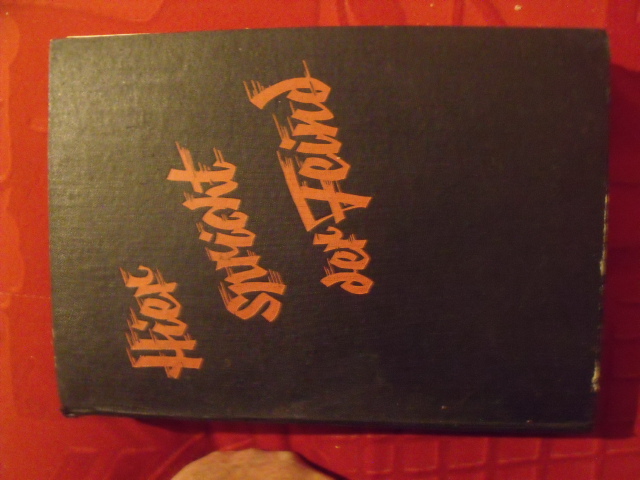 Hier
spricht
der Feind